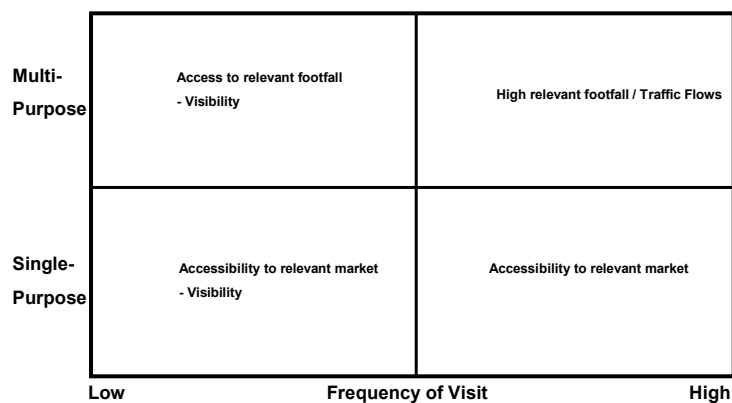 Multi-
Purpose
Access to relevant footfall
- Visibility
High relevant footfall / Traffic Flows
Single-
Purpose
Accessibility to relevant market
- Visibility
Accessibility to relevant market
Low
Frequency of Visit
High